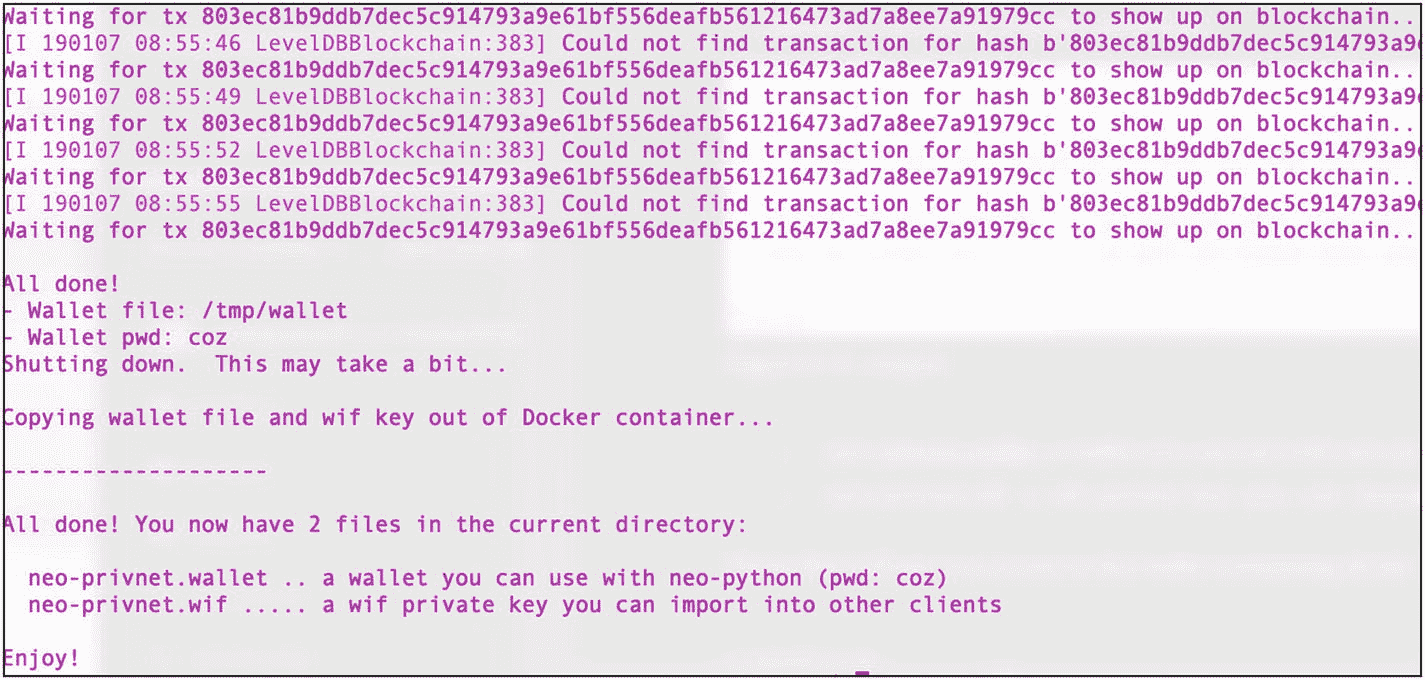 Waiting for tx 803ec81b9ddb7dec5c914793a9e61bf556deafb561216473ad7a8ee7a91979cc to show up on blockchain...
[I 190107 08:55:46 LevelDBBlockchain:383] Could not find transaction for hash b'803ec81b9ddb7dec5c914793a9e
Waiting for tx 803ec81b9ddb7dec5c914793a9e61bf556deafb561216473ad7a8ee7a91979cc to show up on blockchain...
[I 190107 08:55:49 LevelDBBlockchain:383] Could not find transaction for hash b'803ec81b9ddb7dec5c914793a9e
Waiting for tx 803ec81b9ddb7dec5c914793a9e61bf556deafb561216473ad7a8ee7a91979cc to show up on blockchain...
[I 190107 08:55:52 LevelDBBlockchain:383] Could not find transaction for hash b'803ec81b9ddb7dec5c914793a9e
Waiting for tx 803ec81b9ddb7dec5c914793a9e61bf556deafb561216473ad7a8ee7a91979cc to show up on blockchain...
[I 190107 08:55:55 LevelDBBlockchain:383] Could not find transaction for hash b'803ec81b9ddb7dec5c914793a9e
Waiting for tx 803ec81b9ddb7dec5c914793a9e61bf556deafb561216473ad7a8ee7a91979cc to show up on blockchain...
All done!
- Wallet file: /tmp/wallet
- Wallet pwd: coz
Shutting down.  This may take a bit...
Copying wallet file and wif key out of Docker container...
--------------------
All done! You now have 2 files in the current directory:
neo-privnet.wallet .. a wallet you can use with neo-python (pwd: coz)
neo-privnet.wif ..... a wif private key you can import into other clients
Enjoy!